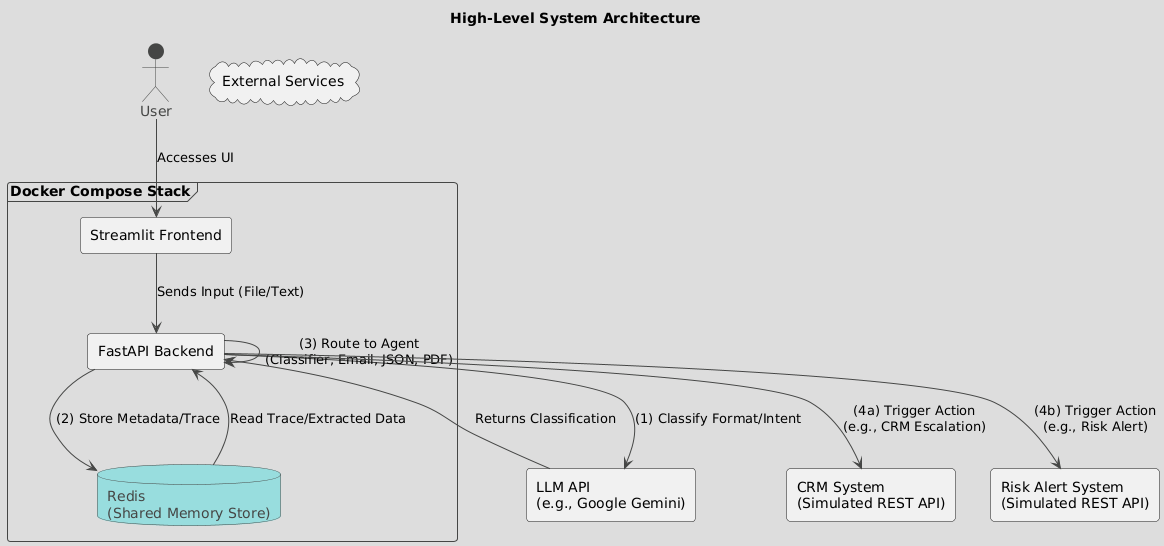 High-Level System Architecture
User
External Services
Accesses UI
Docker Compose Stack
Streamlit Frontend
Sends Input (File/Text)
FastAPI Backend
(3) Route to Agent
(Classifier, Email, JSON, PDF)
(2) Store Metadata/Trace
Read Trace/Extracted Data
Returns Classification
(1) Classify Format/Intent
(4a) Trigger Action
(e.g., CRM Escalation)
(4b) Trigger Action
(e.g., Risk Alert)
Redis
(Shared Memory Store)
LLM API
(e.g., Google Gemini)
CRM System
(Simulated REST API)
Risk Alert System
(Simulated REST API)